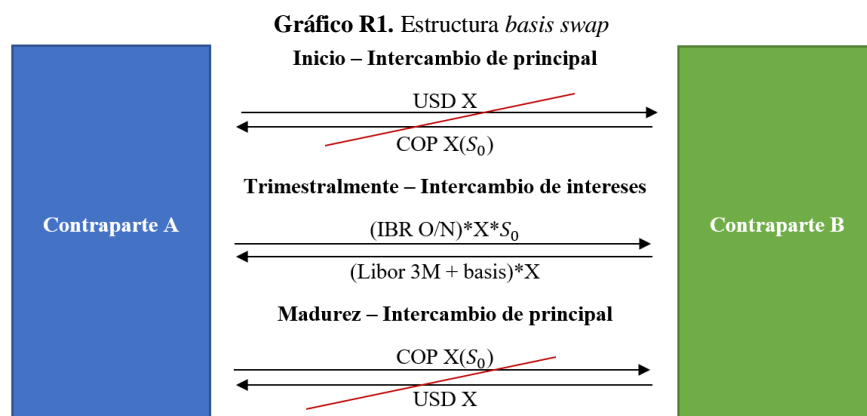 Gráfico R1. Estructura basis swap
Inicio – Intercambio de principal
USD X
COP X(S₀)
Trimestralmente – Intercambio de intereses
Contraparte A
(IBR O/N)*X*S₀
Contraparte B
(Libor 3M + basis)*X
Madurez – Intercambio de principal
COP X(S₀)
USD X